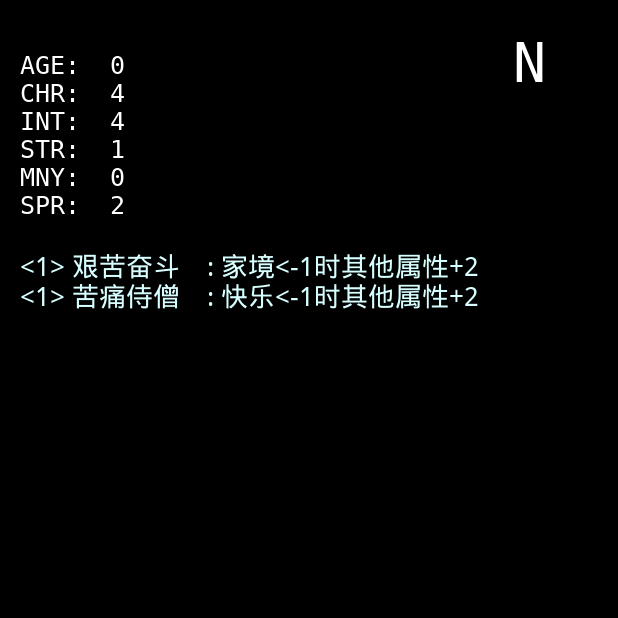 N
AGE: 0
CHR: 4
INT: 4
STR: 1
MNY: 0
SPR: 2
<1> 艰苦奋斗 : 家境<-1时其他属性+2
<1> 苦痛侍僧 : 快乐<-1时其他属性+2